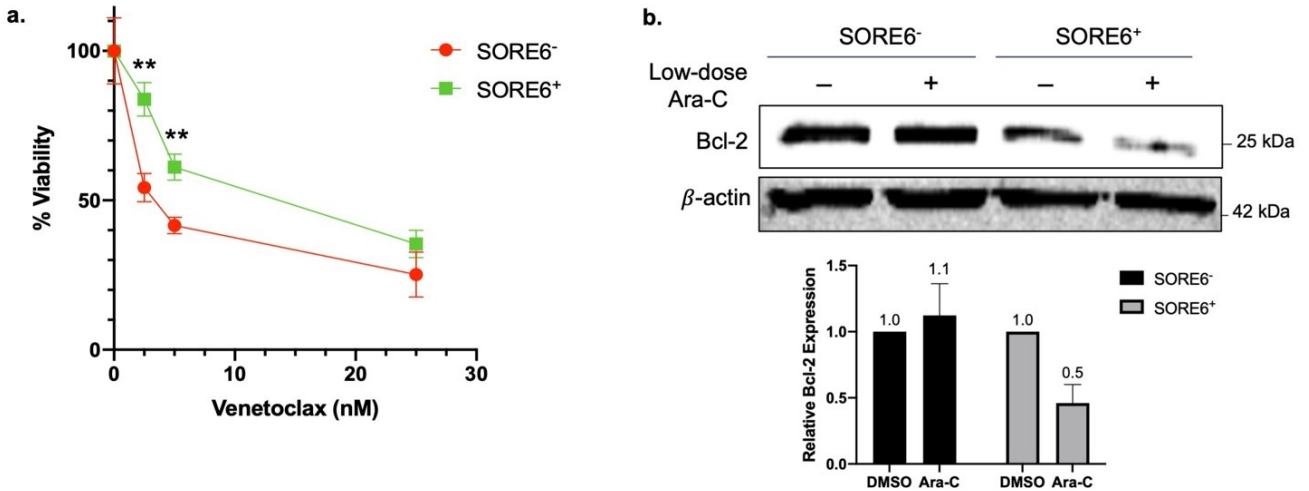 a.
100
50
0
% Viability
**
**
SORE6-
SORE6+
0
10
20
30
Venetoclax (nM)
b.
SORE6-
SORE6+
Low-dose
Ara-C
–
+
–
+
Bcl-2
25 kDa
β-actin
42 kDa
Relative Bcl-2 Expression
1.5
1.0
0.5
0.0
1.0
1.1
1.0
0.5
DMSO Ara-C
DMSO Ara-C
SORE6-
SORE6+